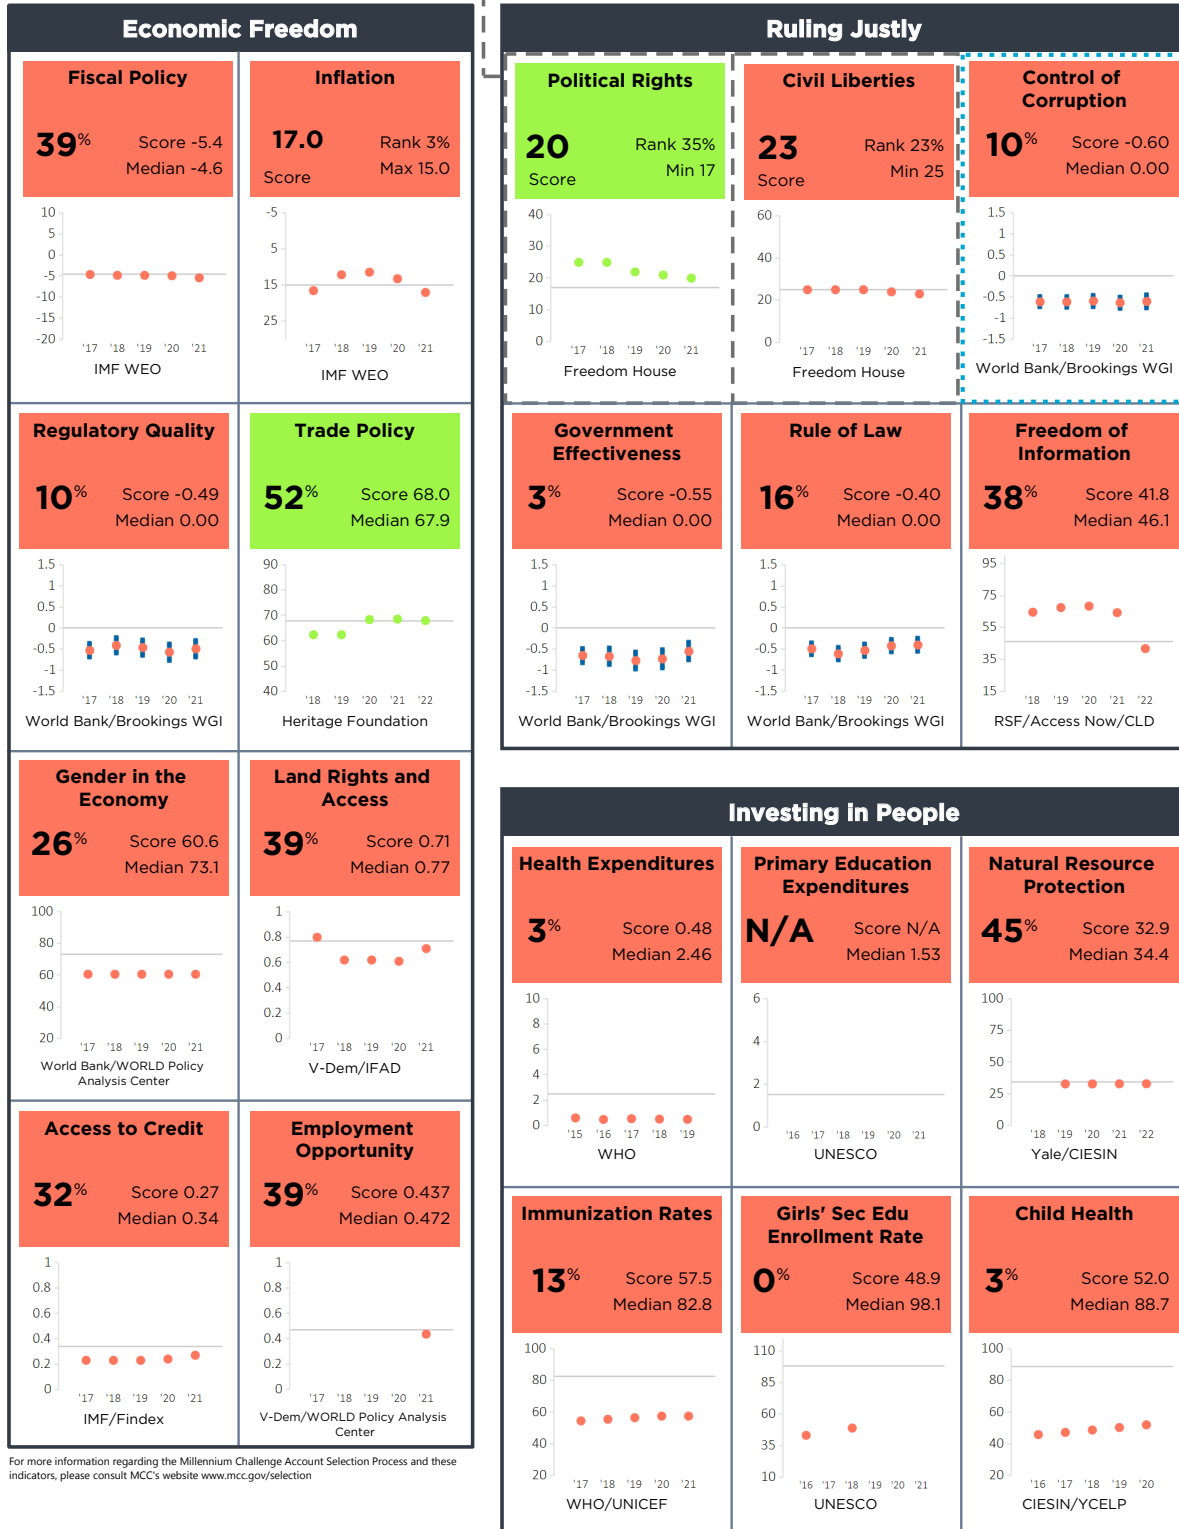 Economic Freedom
Fiscal Policy
39%
Score -5.4
Median -4.6
10
5
0
-5
-10
-15
-20
'17 '18 '19 '20 '21
IMF WEO
Inflation
17.0
Score
Rank 3%
Max 15.0
-5
5
15
25
'17 '18 '19 '20 '21
IMF WEO
Regulatory Quality
10%
Score -0.49
Median 0.00
1.5
1
0.5
0
-0.5
-1
-1.5
'17 '18 '19 '20 '21
World Bank/Brookings WGI
Trade Policy
52%
Score 68.0
Median 67.9
90
80
70
60
50
40
'18 '19 '20 '21 '22
Heritage Foundation
Gender in the
Economy
26%
Score 60.6
Median 73.1
100
80
60
40
20
'17 '18 '19 '20 '21
World Bank/WORLD Policy
Analysis Center
Land Rights and
Access
39%
Score 0.71
Median 0.77
1
0.8
0.6
0.4
0.2
0
'17 '18 '19 '20 '21
V-Dem/IFAD
Access to Credit
32%
Score 0.27
Median 0.34
1
0.8
0.6
0.4
0.2
0
'17 '18 '19 '20 '21
IMF/Findex
Employment
Opportunity
39%
Score 0.437
Median 0.472
1
0.8
0.6
0.4
0.2
0
'17 '18 '19 '20 '21
V-Dem/WORLD Policy Analysis
Center
For more information regarding the Millennium Challenge Account Selection Process and these
indicators, please consult MCC's website www.mcc.gov/selection
Ruling Justly
Political Rights
20
Score
Rank 35%
Min 17
40
30
20
10
0
'17 '18 '19 '20 '21
Freedom House
Civil Liberties
23
Score
Rank 23%
Min 25
60
40
20
0
'17 '18 '19 '20 '21
Freedom House
Control of
Corruption
10%
Score -0.60
Median 0.00
1.5
1
0.5
0
-0.5
-1
-1.5
'17 '18 '19 '20 '21
World Bank/Brookings WGI
Government
Effectiveness
3%
Score -0.55
Median 0.00
1.5
1
0.5
0
-0.5
-1
-1.5
'17 '18 '19 '20 '21
World Bank/Brookings WGI
Rule of Law
16%
Score -0.40
Median 0.00
1.5
1
0.5
0
-0.5
-1
-1.5
'17 '18 '19 '20 '21
World Bank/Brookings WGI
Freedom of
Information
38%
Score 41.8
Median 46.1
95
75
55
35
15
'18 '19 '20 '21 '22
RSF/Access Now/CLD
Investing in People
Health Expenditures
3%
Score 0.48
Median 2.46
10
8
6
4
2
0
'15 '16 '17 '18 '19
WHO
Primary Education
Expenditures
N/A
Score N/A
Median 1.53
6
4
2
0
'16 '17 '18 '19 '20 '21
UNESCO
Natural Resource
Protection
45%
Score 32.9
Median 34.4
100
75
50
25
0
'18 '19 '20 '21 '22
Yale/CIESIN
Immunization Rates
13%
Score 57.5
Median 82.8
100
80
60
40
20
'17 '18 '19 '20 '21
WHO/UNICEF
Girls' Sec Edu
Enrollment Rate
0%
Score 48.9
Median 98.1
110
85
60
35
10
'16 '17 '18 '19 '20 '21
UNESCO
Child Health
3%
Score 52.0
Median 88.7
100
80
60
40
20
'16 '17 '18 '19 '20
CIESIN/YCELP